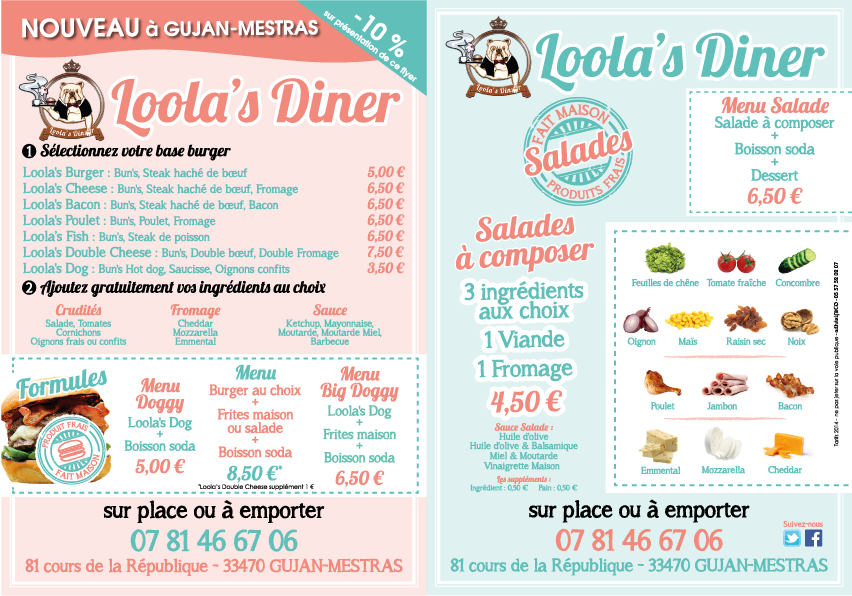 NOUVEAU à GUJAN-MESTRAS
-10 %
sur présentation de ce flyer
Loola's Diner
Loola's Diner
1 Sélectionnez votre base burger
Loola's Burger : Bun's, Steak haché de bœuf 5,00 €
Loola's Cheese : Bun's, Steak haché de bœuf, Fromage 6,50 €
Loola's Bacon : Bun's, Steak haché de bœuf, Bacon 6,50 €
Loola's Poulet : Bun's, Poulet, Fromage 6,50 €
Loola's Fish : Bun's, Steak de poisson 6,50 €
Loola's Double Cheese : Bun's, Double bœuf, Double Fromage 7,50 €
Loola's Dog : Bun's Hot dog, Saucisse, Oignons confits 3,50 €
2 Ajoutez gratuitement vos ingrédients au choix
Crudités
Salade, Tomates
Cornichons
Oignons frais ou confits
Fromage
Cheddar
Mozzarella
Emmental
Sauce
Ketchup, Mayonnaise,
Moutarde, Moutarde Miel,
Barbecue
Formules
PRODUIT FRAIS
FAIT MAISON
Menu
Doggy
Loola's Dog
+
Boisson soda
5,00 €
Menu
Burger au choix
+
Frites maison
ou salade
+
Boisson soda
8,50 €*
*Loola's Double Cheese supplément 1 €
Menu
Big Doggy
Loola's Dog
+
Frites maison
+
Boisson soda
6,50 €
sur place ou à emporter
07 81 46 67 06
81 cours de la République - 33470 GUJAN-MESTRAS
Loola's Diner
Loola's Diner
FAIT MAISON
Salades
PRODUITS FRAIS
Menu Salade
Salade à composer
+
Boisson soda
+
Dessert
6,50 €
Salades
à composer
3 ingrédients
aux choix
1 Viande
1 Fromage
4,50 €
Sauce Salade :
Huile d'olive
Huile d'olive & Balsamique
Miel & Moutarde
Vinaigrette Maison
Les suppléments :
Ingrédient : 0,50 € Pain : 0,50 €
Feuilles de chêne Tomate fraîche Concombre
Oignon Maïs Raisin sec Noix
Poulet Jambon Bacon
Emmental Mozzarella Cheddar
Tarifs 2014 - ne pas jeter sur la voie publique
sur place ou à emporter
07 81 46 67 06
Suivez-nous
81 cours de la République - 33470 GUJAN-MESTRAS